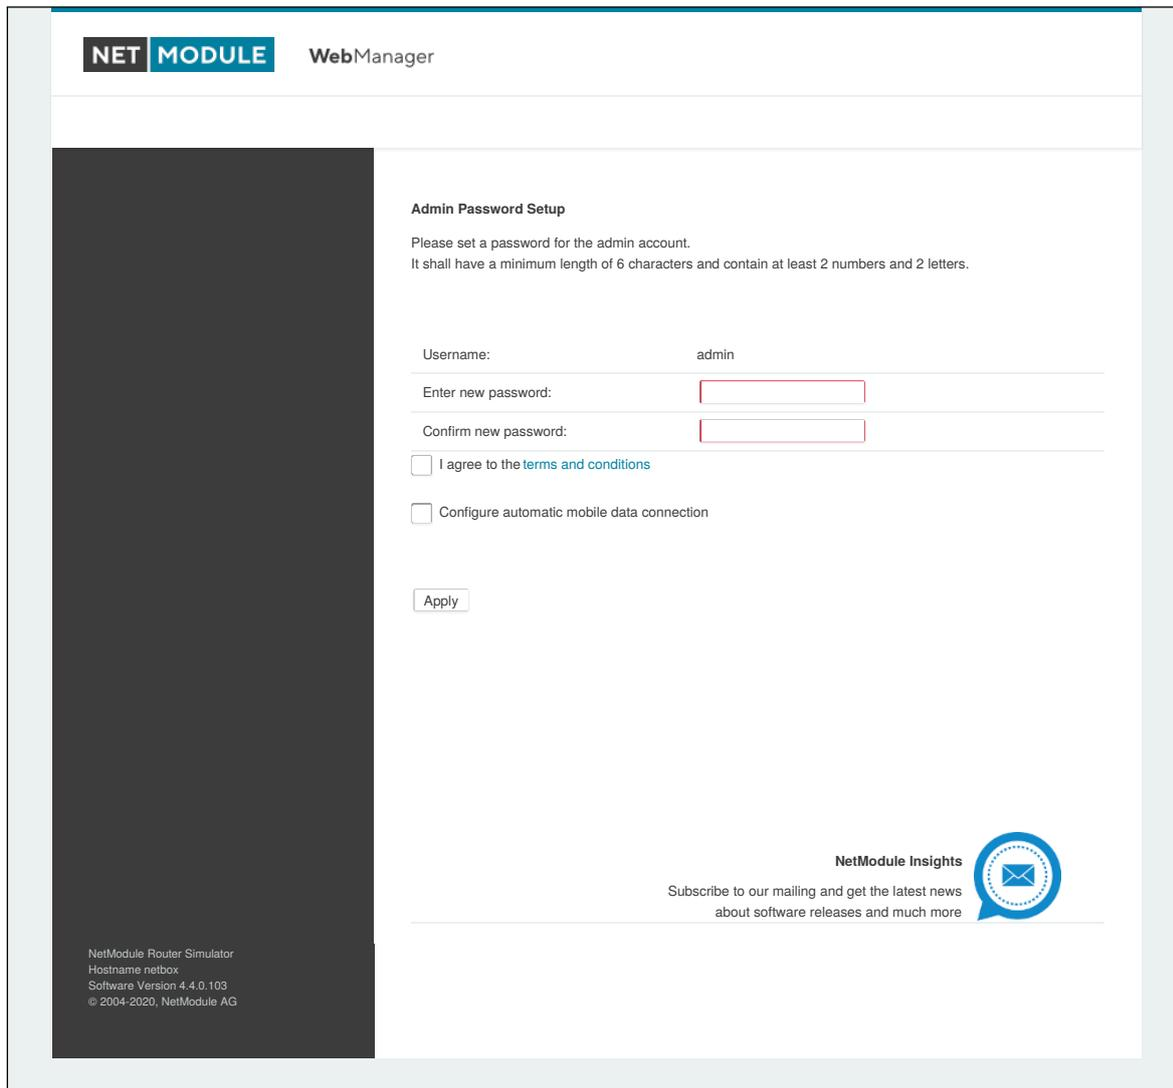 NET MODULE WebManager
Admin Password Setup
Please set a password for the admin account.
It shall have a minimum length of 6 characters and contain at least 2 numbers and 2 letters.
Username: admin
Enter new password:
Confirm new password:
I agree to the terms and conditions
Configure automatic mobile data connection
Apply
NetModule Insights
Subscribe to our mailing and get the latest news
about software releases and much more
NetModule Router Simulator
Hostname netbox
Software Version 4.4.0.103
© 2004-2020, NetModule AG